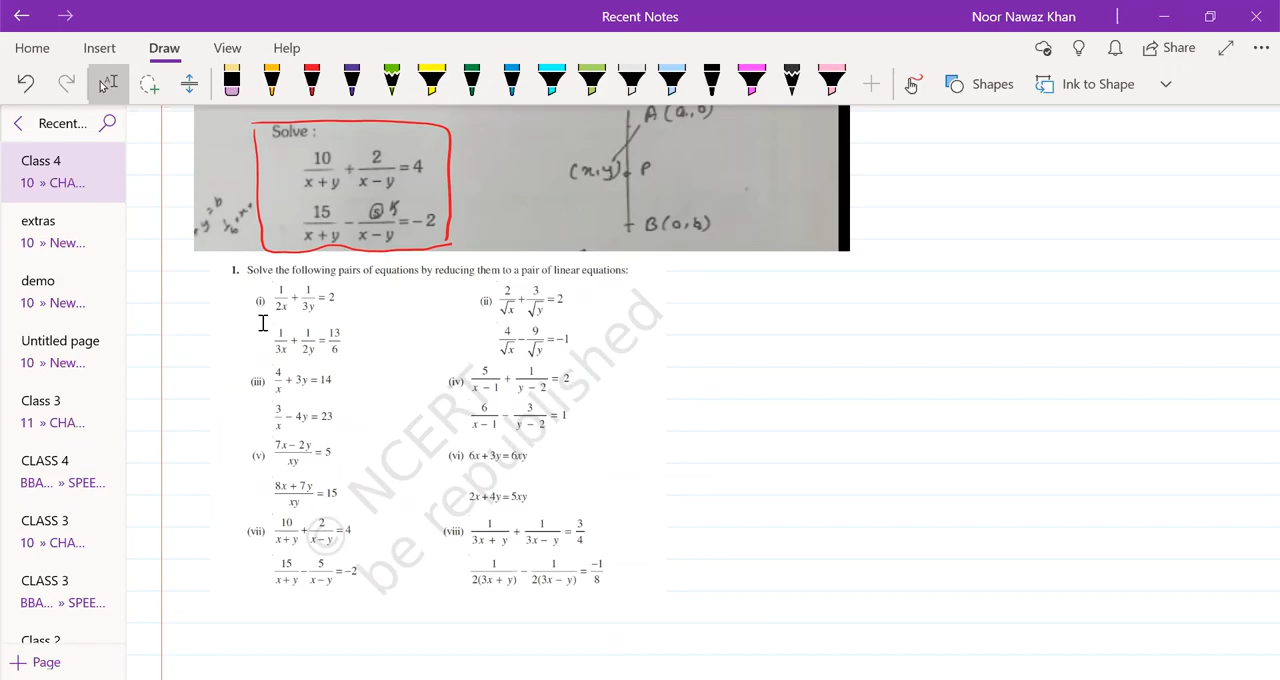 Recent Notes
Noor Nawaz Khan
Home Insert Draw View Help
Share
Shapes
Ink to Shape
Recent...
Class 4
10 » CHA...
extras
10 » New...
demo
10 » New...
Untitled page
10 » New...
Class 3
11 » CHA...
CLASS 4
BBA... » SPEE...
CLASS 3
10 » CHA...
CLASS 3
BBA... » SPEE...
Class 2
Page
Solve :
10/(x+y) + 2/(x−y) = 4
15/(x+y) − 5/(x−y) = −2
A (a,0)
(x,y) P
B (0,b)
1. Solve the following pairs of equations by reducing them to a pair of linear equations:
(i) 1/2x + 1/3y = 2
1/3x + 1/2y = 13/6
(ii) 2/√x + 3/√y = 2
4/√x − 9/√y = −1
(iii) 4/x + 3y = 14
3/x − 4y = 23
(iv) 5/(x − 1) + 1/(y − 2) = 2
6/(x − 1) − 3/(y − 2) = 1
(v) (7x − 2y)/xy = 5
(8x + 7y)/xy = 15
(vi) 6x + 3y = 6xy
2x + 4y = 5xy
(vii) 10/(x+y) + 2/(x−y) = 4
15/(x+y) − 5/(x−y) = −2
(viii) 1/(3x + y) + 1/(3x − y) = 3/4
1/2(3x + y) − 1/2(3x − y) = −1/8
© NCERT
be republished